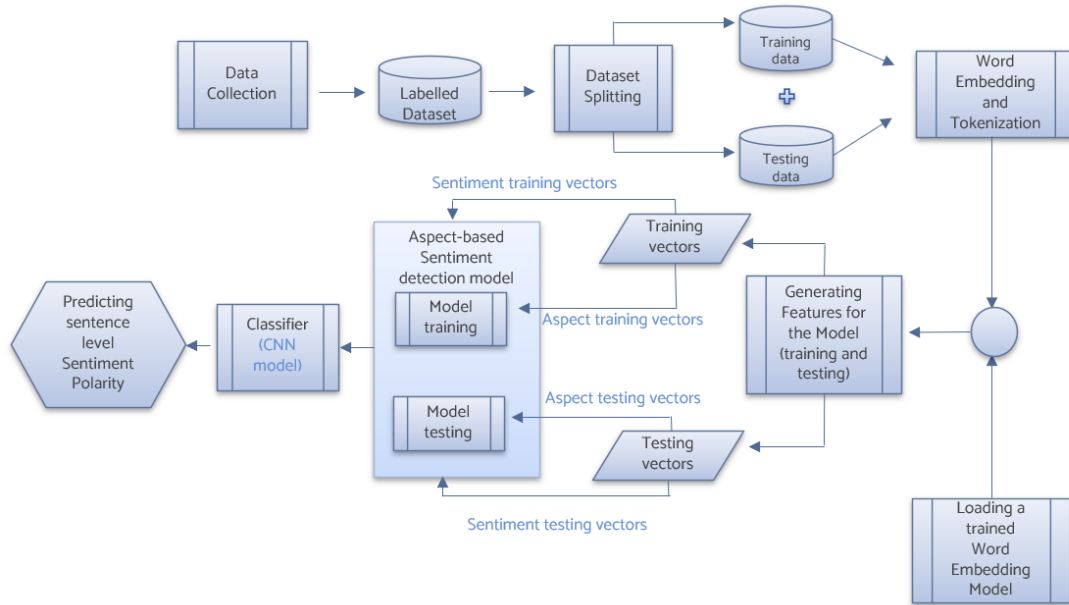 Data
Collection
Labelled
Dataset
Dataset
Splitting
Training
data
Testing
data
Word
Embedding
and
Tokenization
Sentiment training vectors
Training
vectors
Aspect-based
Sentiment
detection model
Model
training
Aspect training vectors
Generating
Features for
the Model
(training and
testing)
Predicting
sentence
level
Sentiment
Polarity
Classifier
(CNN
model)
Aspect testing vectors
Model
testing
Testing
vectors
Sentiment testing vectors
Loading a
trained
Word
Embedding
Model